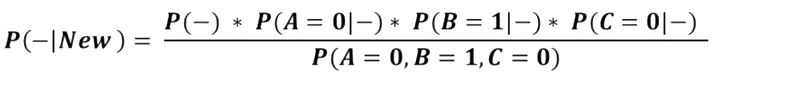 P(−|New) = P(−) * P(A = 0|−) * P(B = 1|−) * P(C = 0|−)
P(A = 0, B = 1, C = 0)